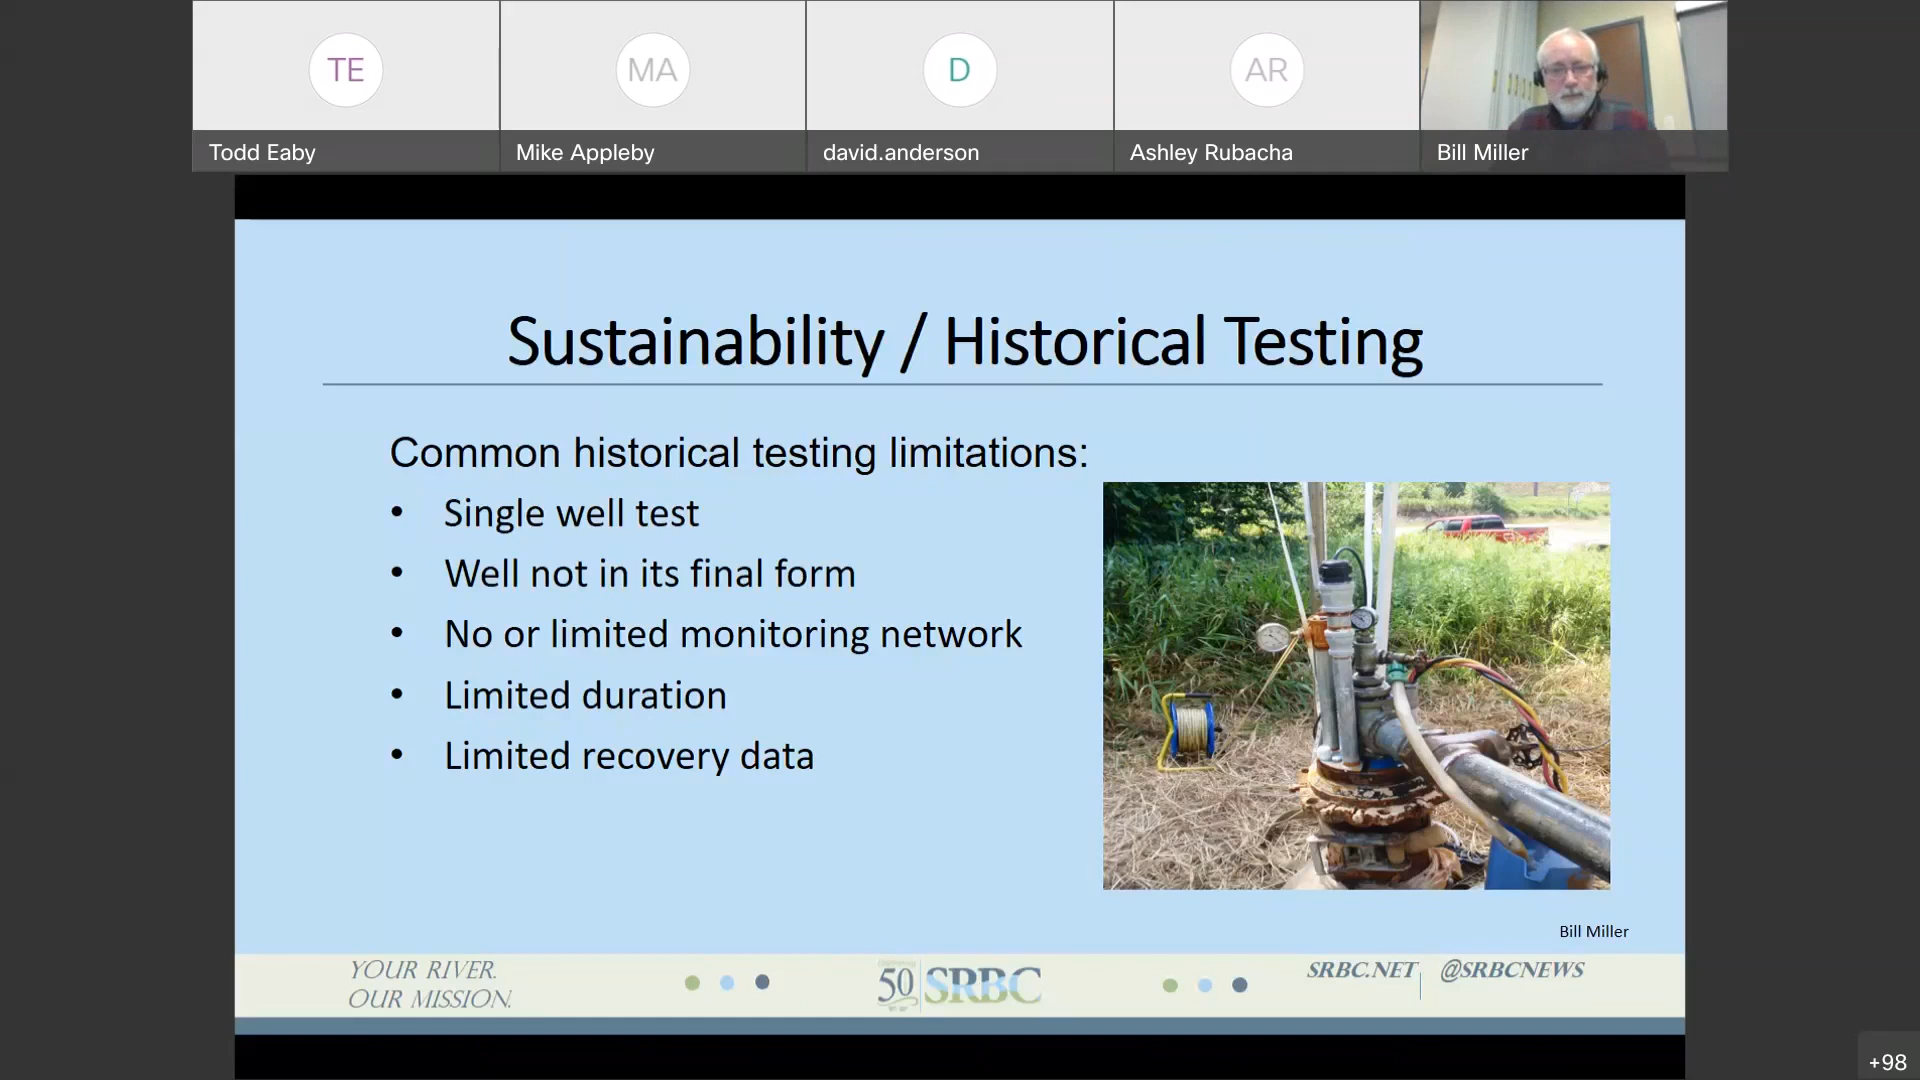 TE
MA
D
AR
Todd Eaby
Mike Appleby
david.anderson
Ashley Rubacha
Bill Miller
Sustainability / Historical Testing
Common historical testing limitations:
• Single well test
• Well not in its final form
• No or limited monitoring network
• Limited duration
• Limited recovery data
Bill Miller
YOUR RIVER.
OUR MISSION.
50 SRBC
SRBC.NET
@SRBCNEWS
+98